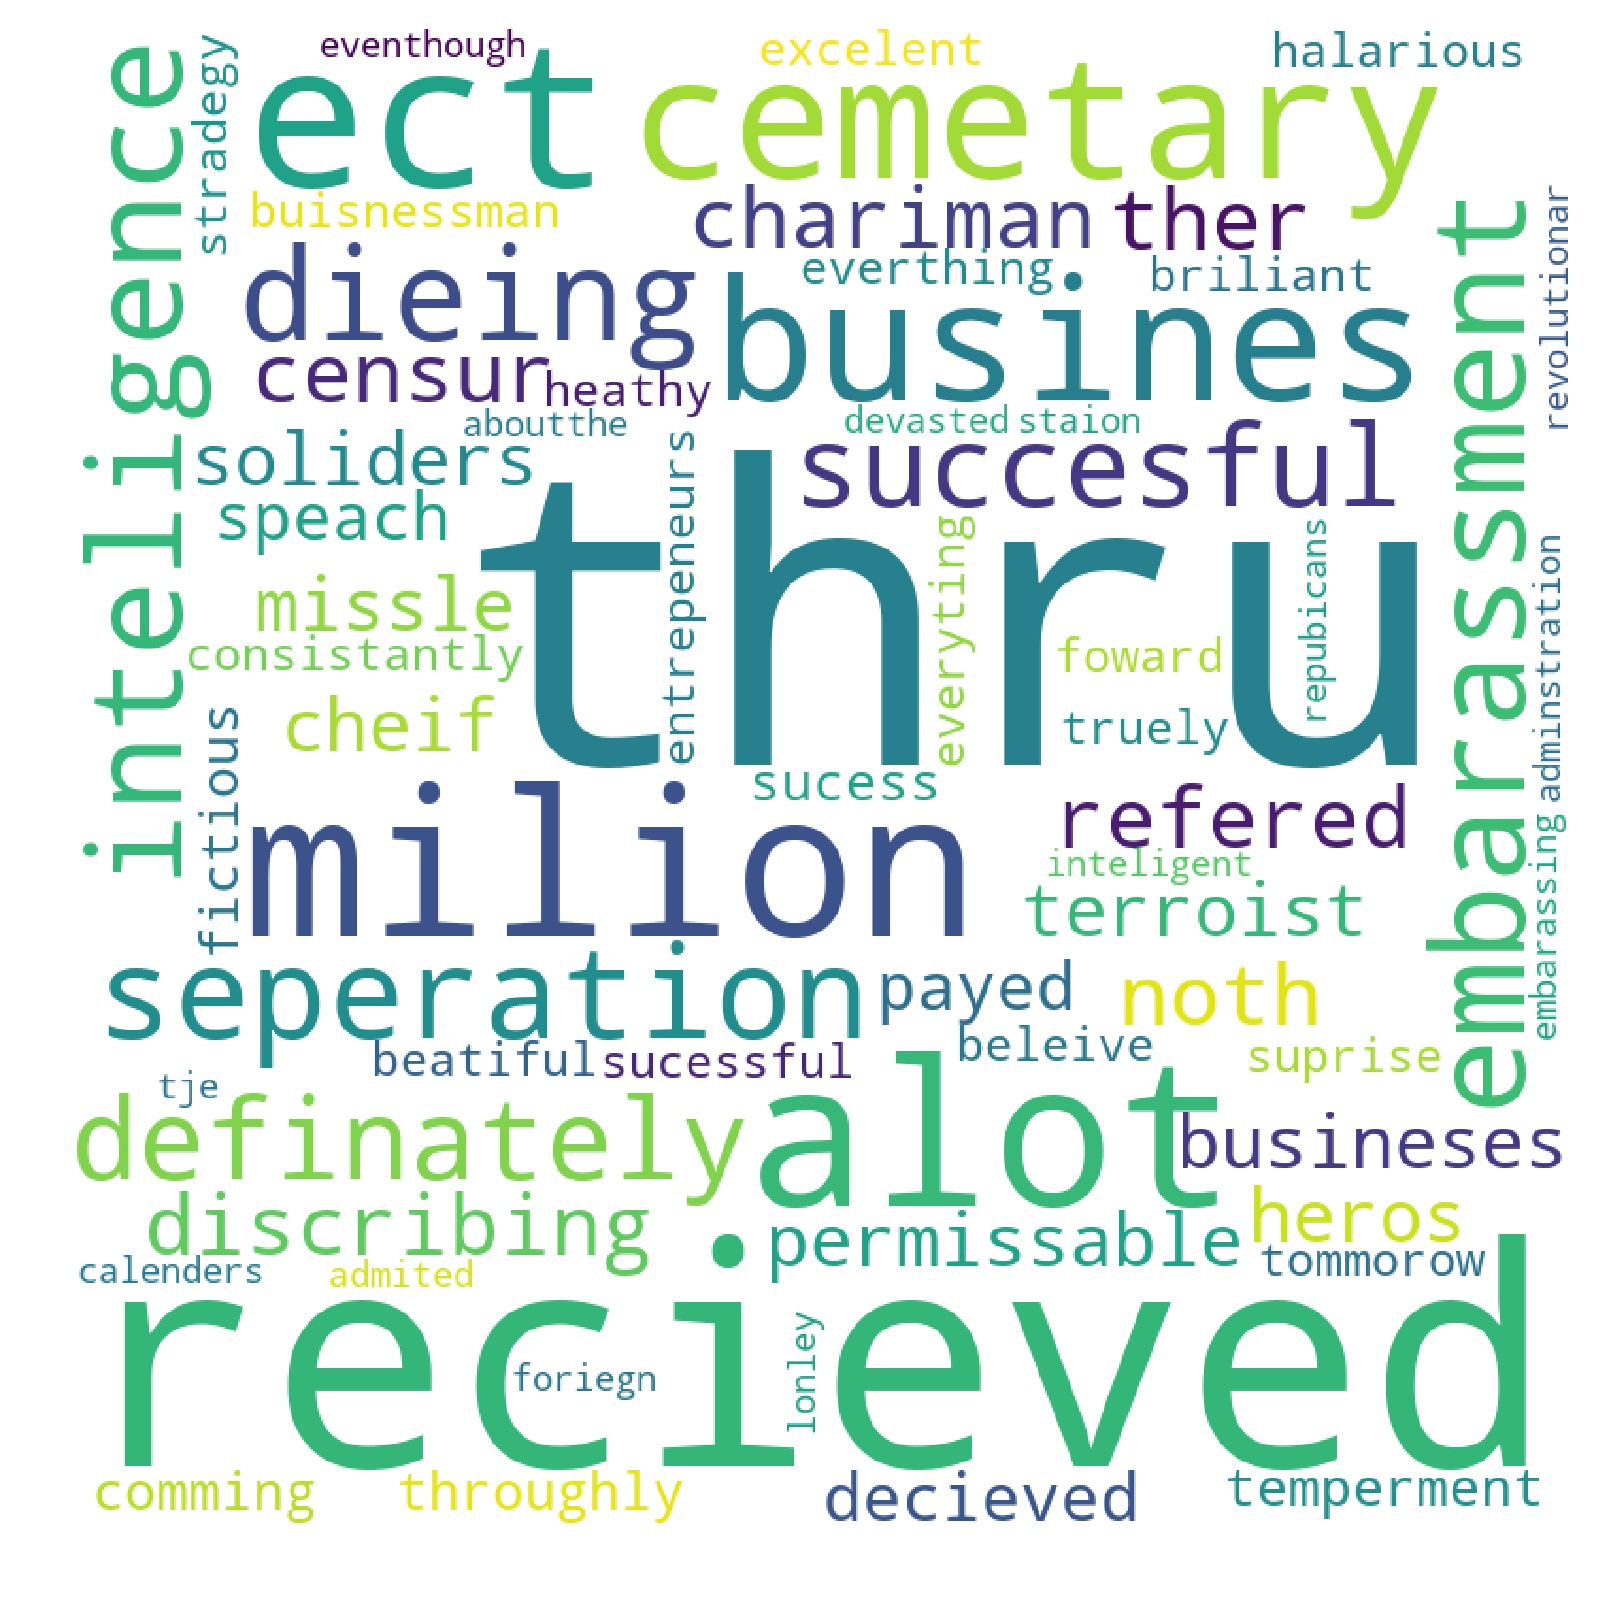 eventhough
excelent
halarious
stradegy
inteligence
ect
cemetary
buisnessman
chariman
ther
revolutionar
embarassment
dieing
everthing
briliant
busines
censur
heathy
aboutthe
devasted
staion
soliders
succesful
speach
thru
entrepeneurs
everyting
republicans
missle
consistantly
foward
adminstration
cheif
truely
fictious
sucess
milion
refered
inteligent
terroist
embarassing
seperation
payed
noth
beatiful
sucessful
beleive
suprise
tje
definately
alot
busineses
discribing
permissable
heros
calenders
admited
tommorow
recieved
foriegn
lonley
comming
throughly
decieved
temperment